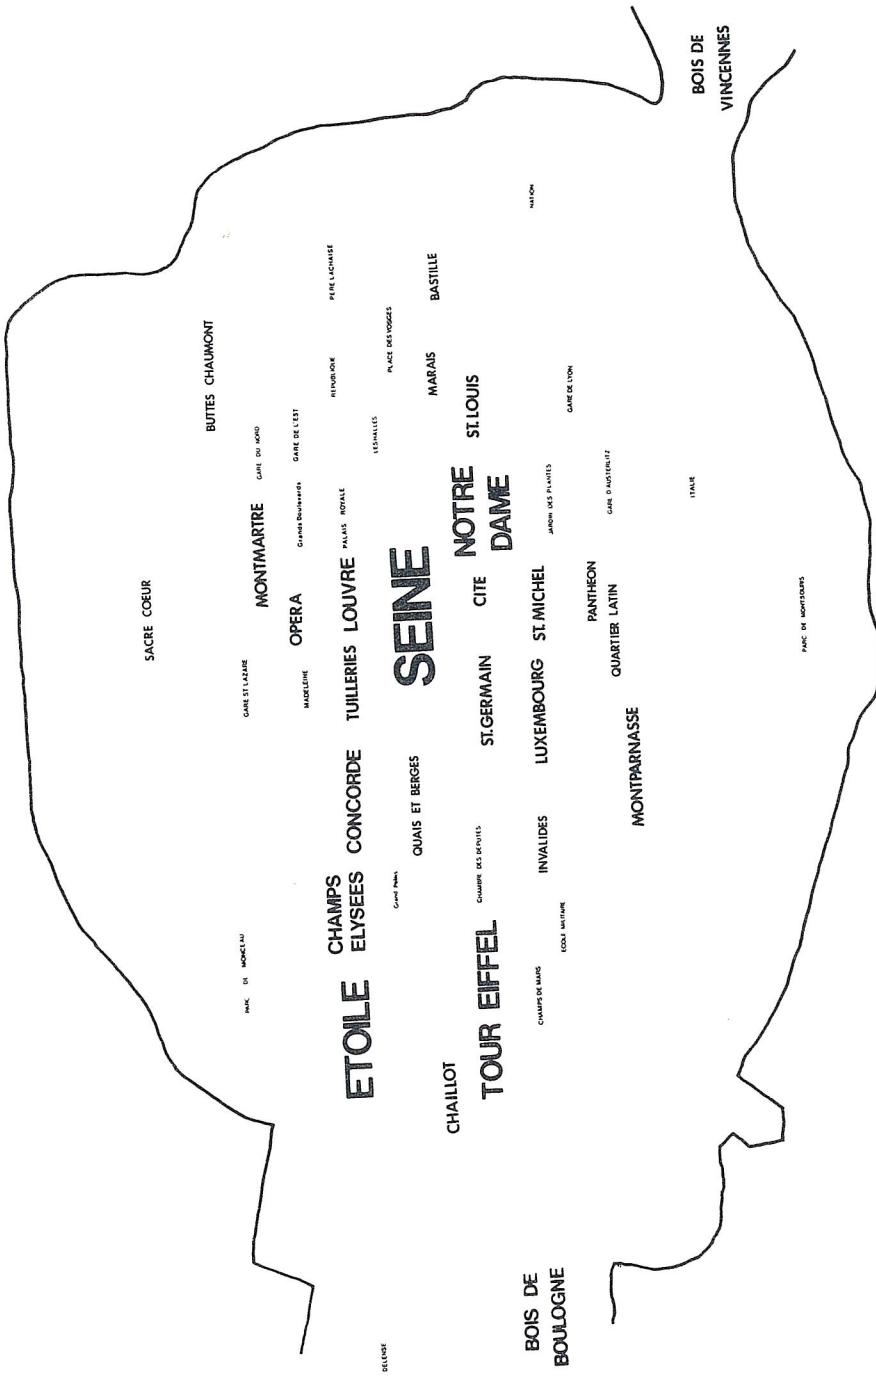 SACRE COEUR
BUTTES CHAUMONT
PARC DE MONCEAU
GARE ST LAZARE
MONTMARTRE
GARE DU NORD
MADELEINE
OPERA
Grands Boulevards
GARE DE L'EST
ETOILE
CHAMPS
ELYSEES
CONCORDE
TUILLERIES
LOUVRE
PALAIS ROYALE
REPUBLIQUE
PERE LACHAISE
DEFENSE
Grand Palais
QUAIS ET BERGES
SEINE
LES HALLES
PLACE DES VOSGES
MARAIS
BASTILLE
CHAILLOT
TOUR EIFFEL
CHAMBRE DES DEPUTES
ST.GERMAIN
CITE
NOTRE
DAME
ST.LOUIS
BOIS DE
BOULOGNE
CHAMPS DE MARS
ECOLE MILITAIRE
INVALIDES
LUXEMBOURG
ST.MICHEL
JARDIN DES PLANTES
GARE DE LYON
NATION
PANTHEON
QUARTIER LATIN
GARE D'AUSTERLITZ
MONTPARNASSE
ITALIE
BOIS DE
VINCENNES
PARC DE MONTSOURIS